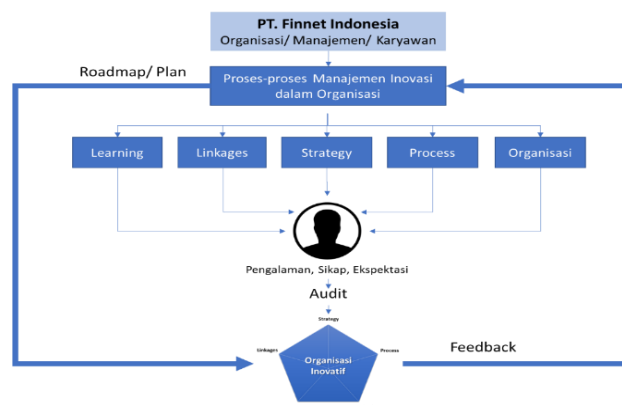 PT. Finnet Indonesia
Organisasi/ Manajemen/ Karyawan
Roadmap/ Plan
Proses-proses Manajemen Inovasi
dalam Organisasi
Learning
Linkages
Strategy
Process
Organisasi
Pengalaman, Sikap, Ekspektasi
Audit
Strategy
Linkages
Process
Organisasi
Inovatif
Feedback